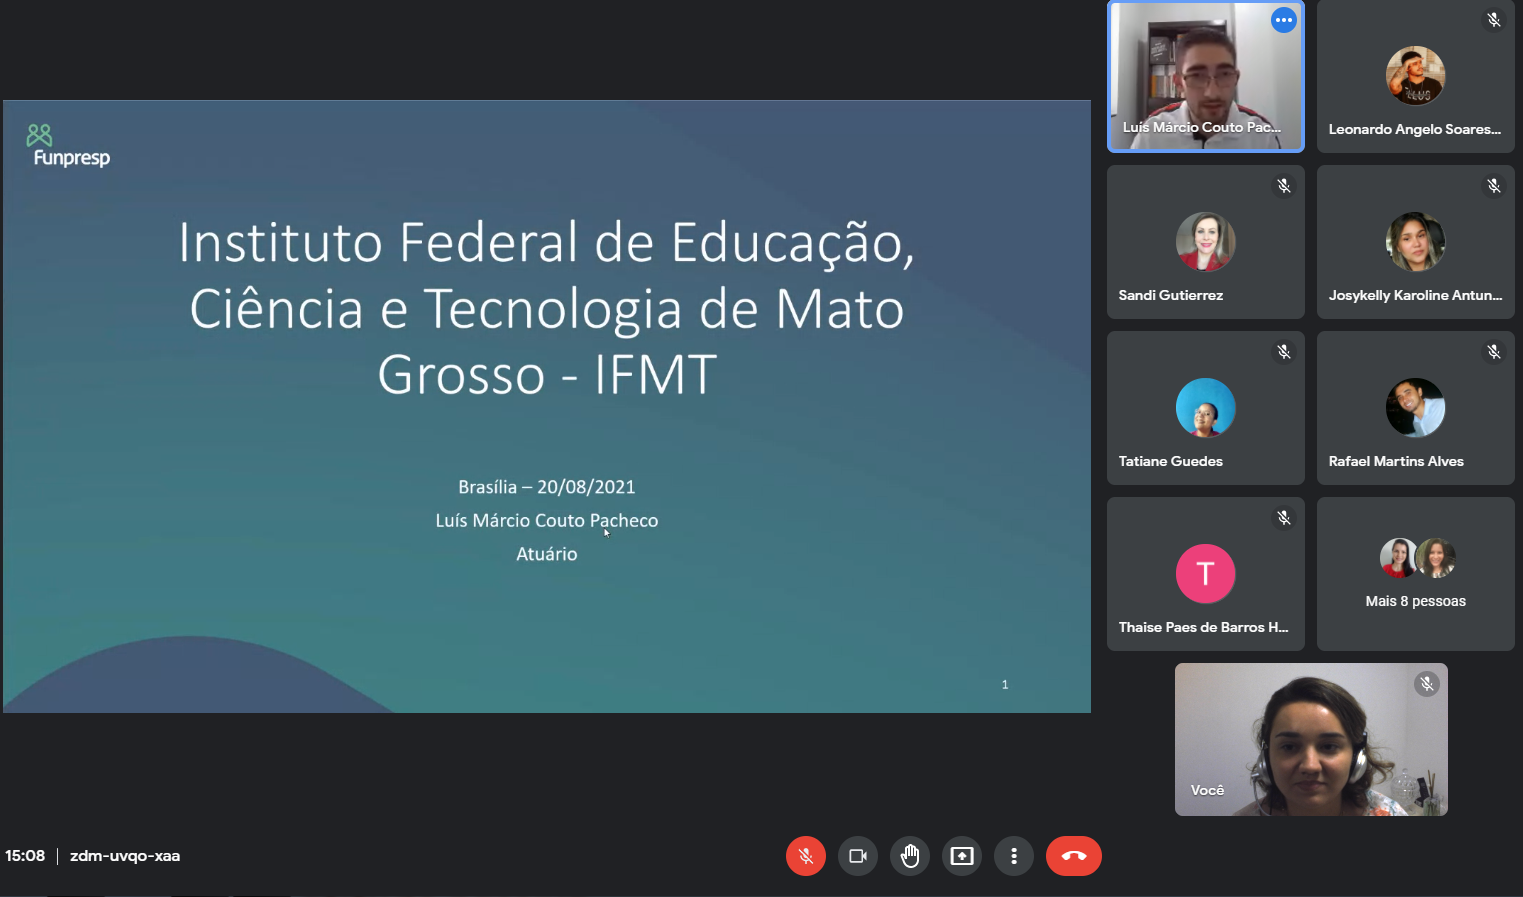 Funpresp
Instituto Federal de Educação,
Ciência e Tecnologia de Mato
Grosso - IFMT
Brasília – 20/08/2021
Luís Márcio Couto Pacheco
Atuário
1
Luís Márcio Couto Pac...
Leonardo Angelo Soares...
Sandi Gutierrez
Josykelly Karoline Antun...
Tatiane Guedes
Rafael Martins Alves
T
Thaise Paes de Barros H...
Mais 8 pessoas
Você
15:08 | zdm-uvqo-xaa